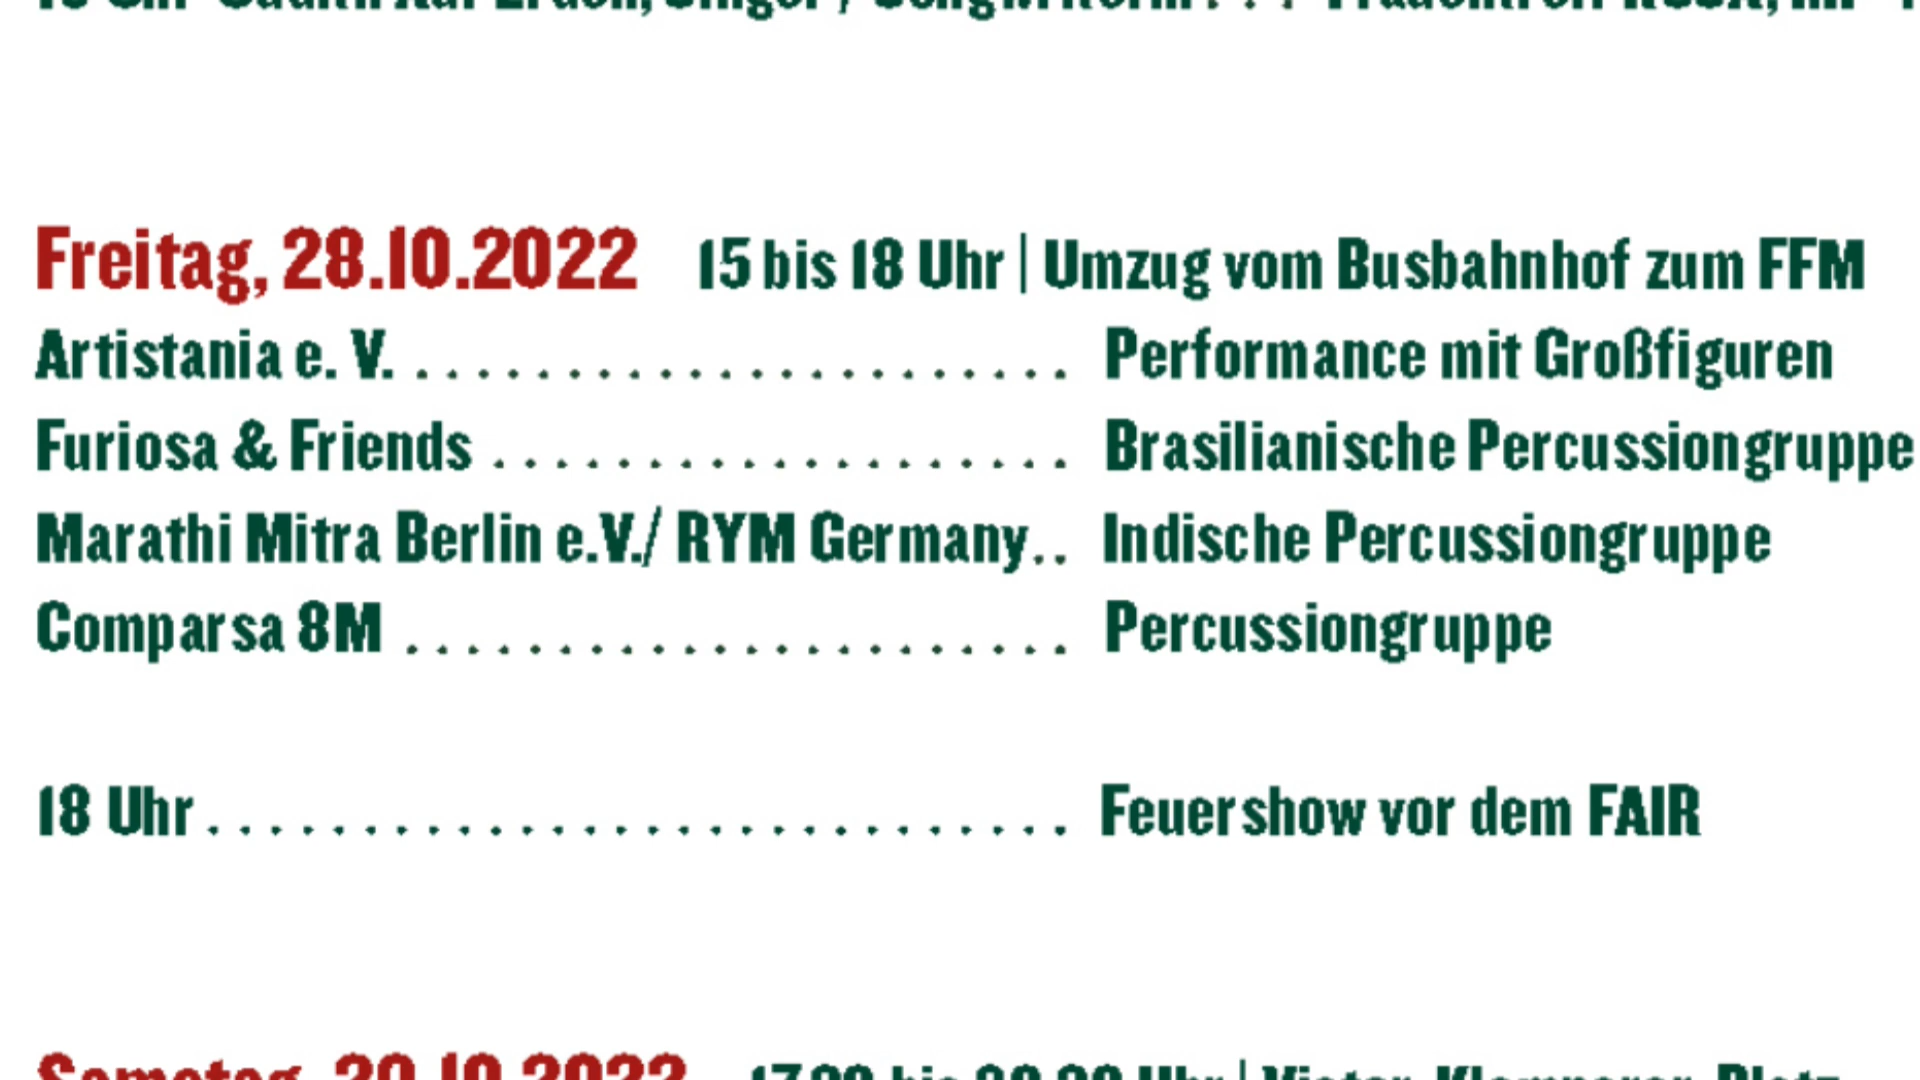 Freitag, 28.10.2022 15 bis 18 Uhr | Umzug vom Busbahnhof zum FFM
Artistania e. V. . . . . . . . . . . . . . . . . . . . . . . Performance mit Großfiguren
Furiosa & Friends . . . . . . . . . . . . . . . . . . . Brasilianische Percussiongruppe
Marathi Mitra Berlin e.V./ RYM Germany. . Indische Percussiongruppe
Comparsa 8M . . . . . . . . . . . . . . . . . . . . . . Percussiongruppe
18 Uhr . . . . . . . . . . . . . . . . . . . . . . . . . . . . Feuershow vor dem FAIR